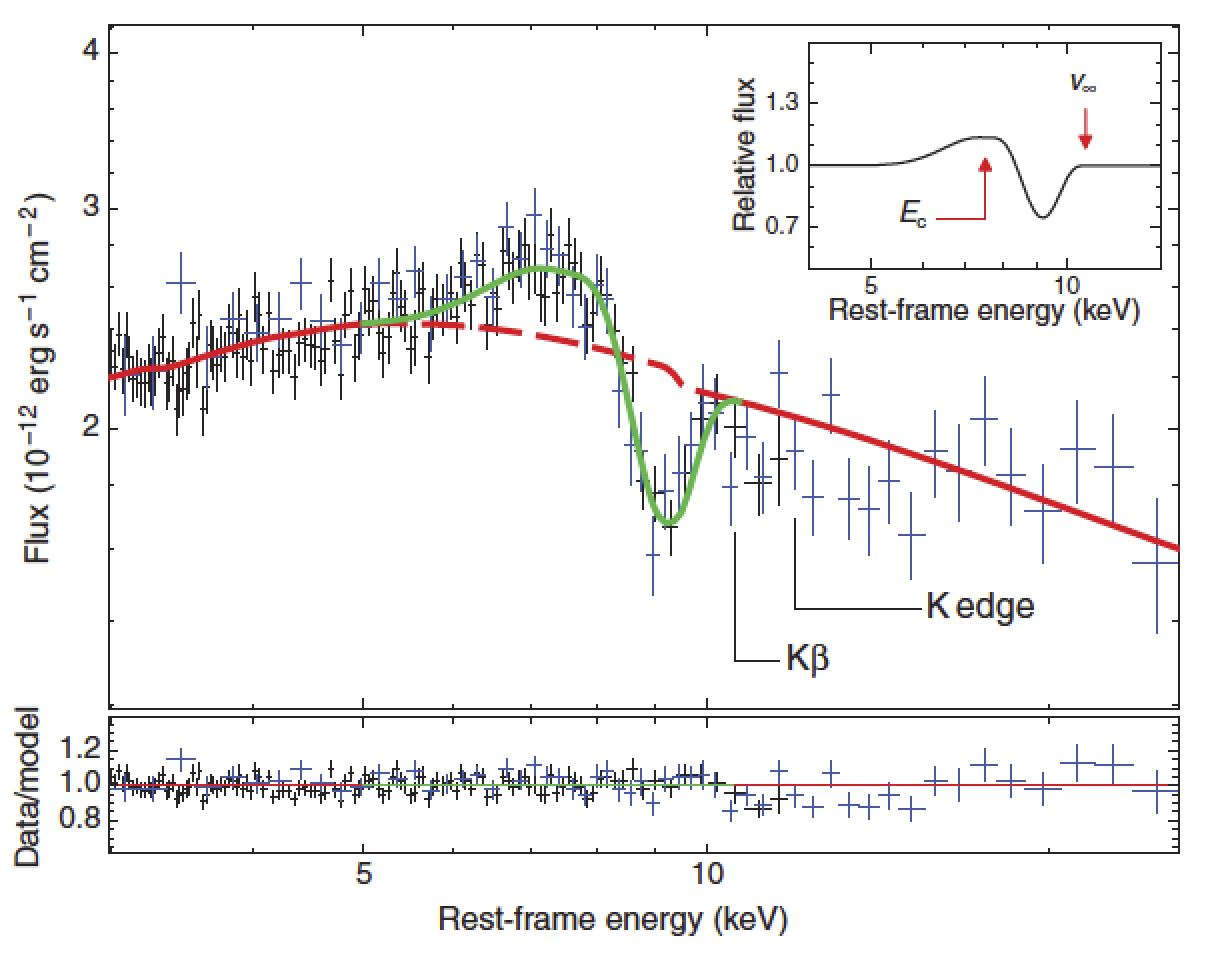 Flux (10−12 erg s−1 cm−2)
4
3
2
Relative flux
1.3
1.0
0.7
v∞
Ec
5
10
Rest-frame energy (keV)
K edge
Kβ
Data/model
1.2
1.0
0.8
5
10
Rest-frame energy (keV)